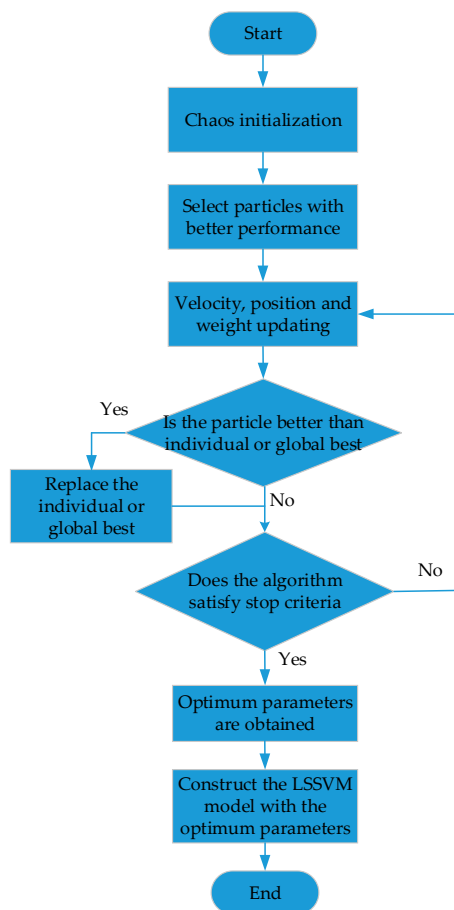 Start
Chaos initialization
Select particles with
better performance
Velocity, position and
weight updating
Yes
Is the particle better than
individual or global best
Replace the
individual or
global best
No
Does the algorithm
satisfy stop criteria
No
Yes
Optimum parameters
are obtained
Construct the LSSVM
model with the
optimum parameters
End